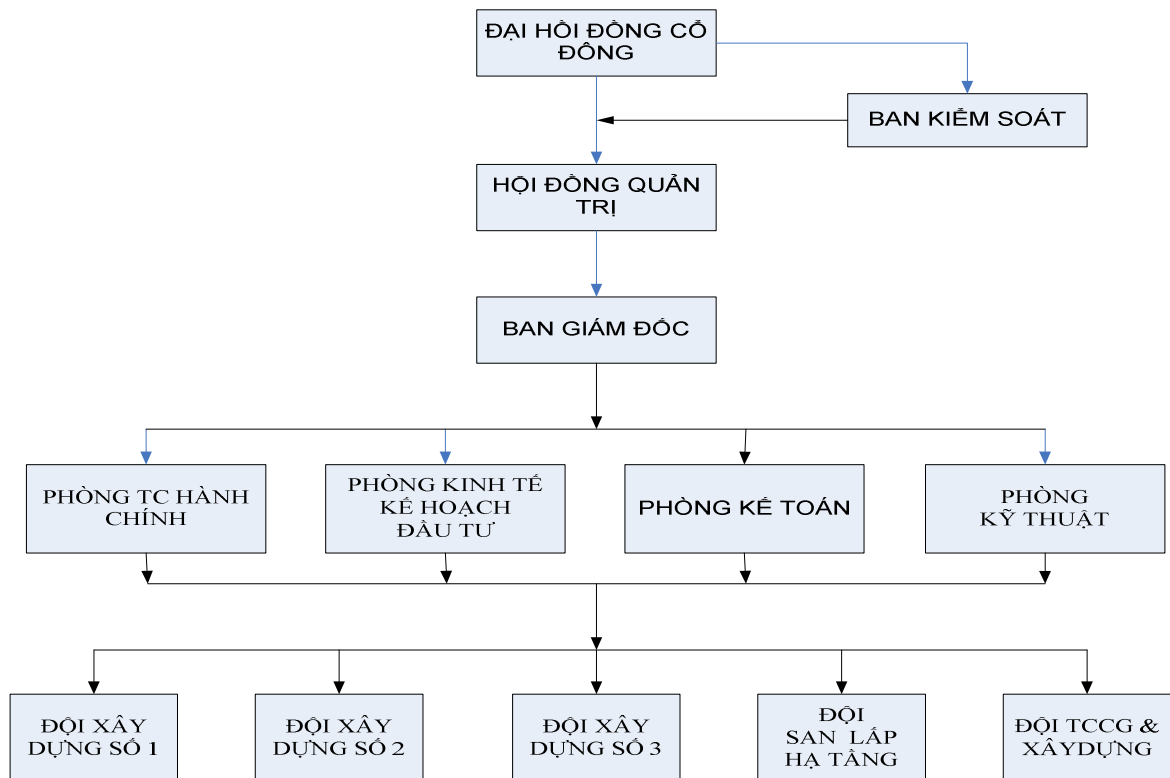 ĐẠI HỒI ĐỒNG CỔ
ĐÔNG
BAN KIỂM SOÁT
HỘI ĐỒNG QUẢN
TRỊ
BAN GIÁM ĐỐC
PHÒNG TC HÀNH
CHÍNH
PHÒNG KINH TẾ
KẾ HOẠCH
ĐẦU TƯ
PHÒNG KẾ TOÁN
PHÒNG
KỸ THUẬT
ĐỘI XÂY
DỰNG SỐ 1
ĐỘI XÂY
DỰNG SỐ 2
ĐỘI XÂY
DỰNG SỐ 3
ĐỘI
SAN LẤP
HẠ TẦNG
ĐỘI TCCG &
XÂYDỰNG